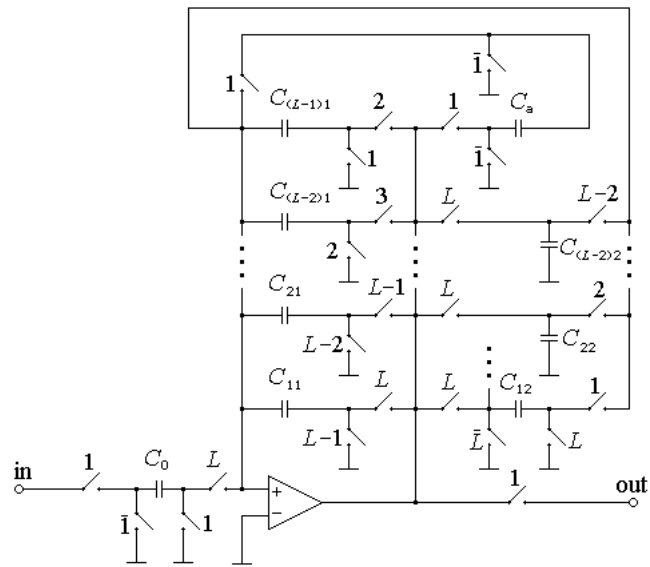 1 1̄
C(L-1)1 2 1 Ca
1 1̄
C(L-2)1 3 L L-2
2 C(L-2)2
C21 L-1 L 2
L-2 C22
C11 L L C12 1
L-1 L̄ L
in 1 C0 L + 1 out
1̄ 1 −